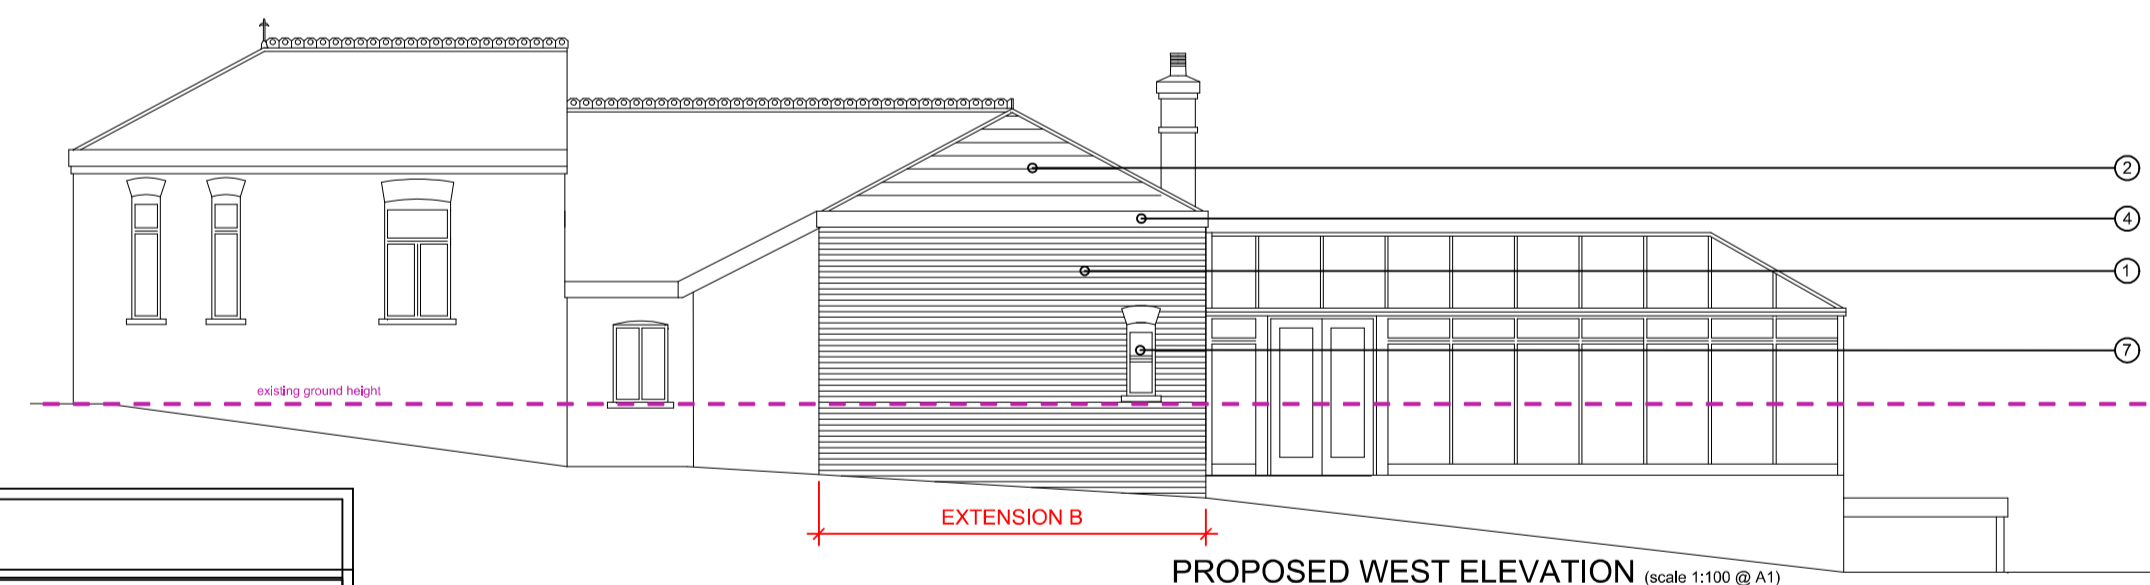 2
4
1
7
existing ground height
EXTENSION B
PROPOSED WEST ELEVATION (scale 1:100 @ A1)